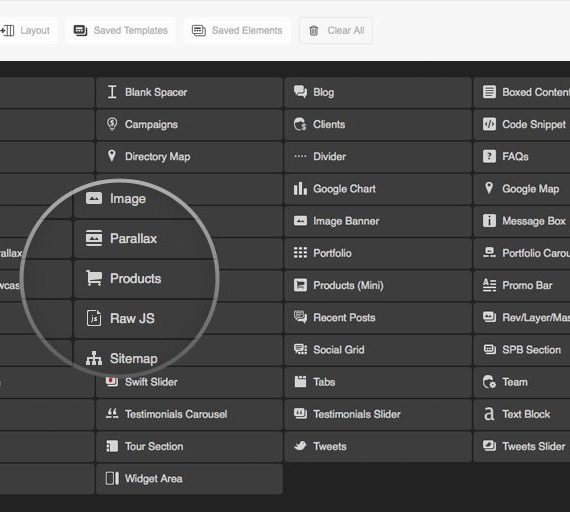 Layout Saved Templates Saved Elements Clear All
Blank Spacer Blog Boxed Content
Campaigns Clients Code Snippet
Directory Map Divider FAQs
Image Google Chart Google Map
Parallax Image Banner Message Box
rallax Portfolio Portfolio Carou
Products Products (Mini) Promo Bar
wcas
Raw JS Recent Posts Rev/Layer/Mas
Sitemap Social Grid SPB Section
Swift Slider Tabs Team
Testimonials Carousel Testimonials Slider Text Block
Tour Section Tweets Tweets Slider
Widget Area